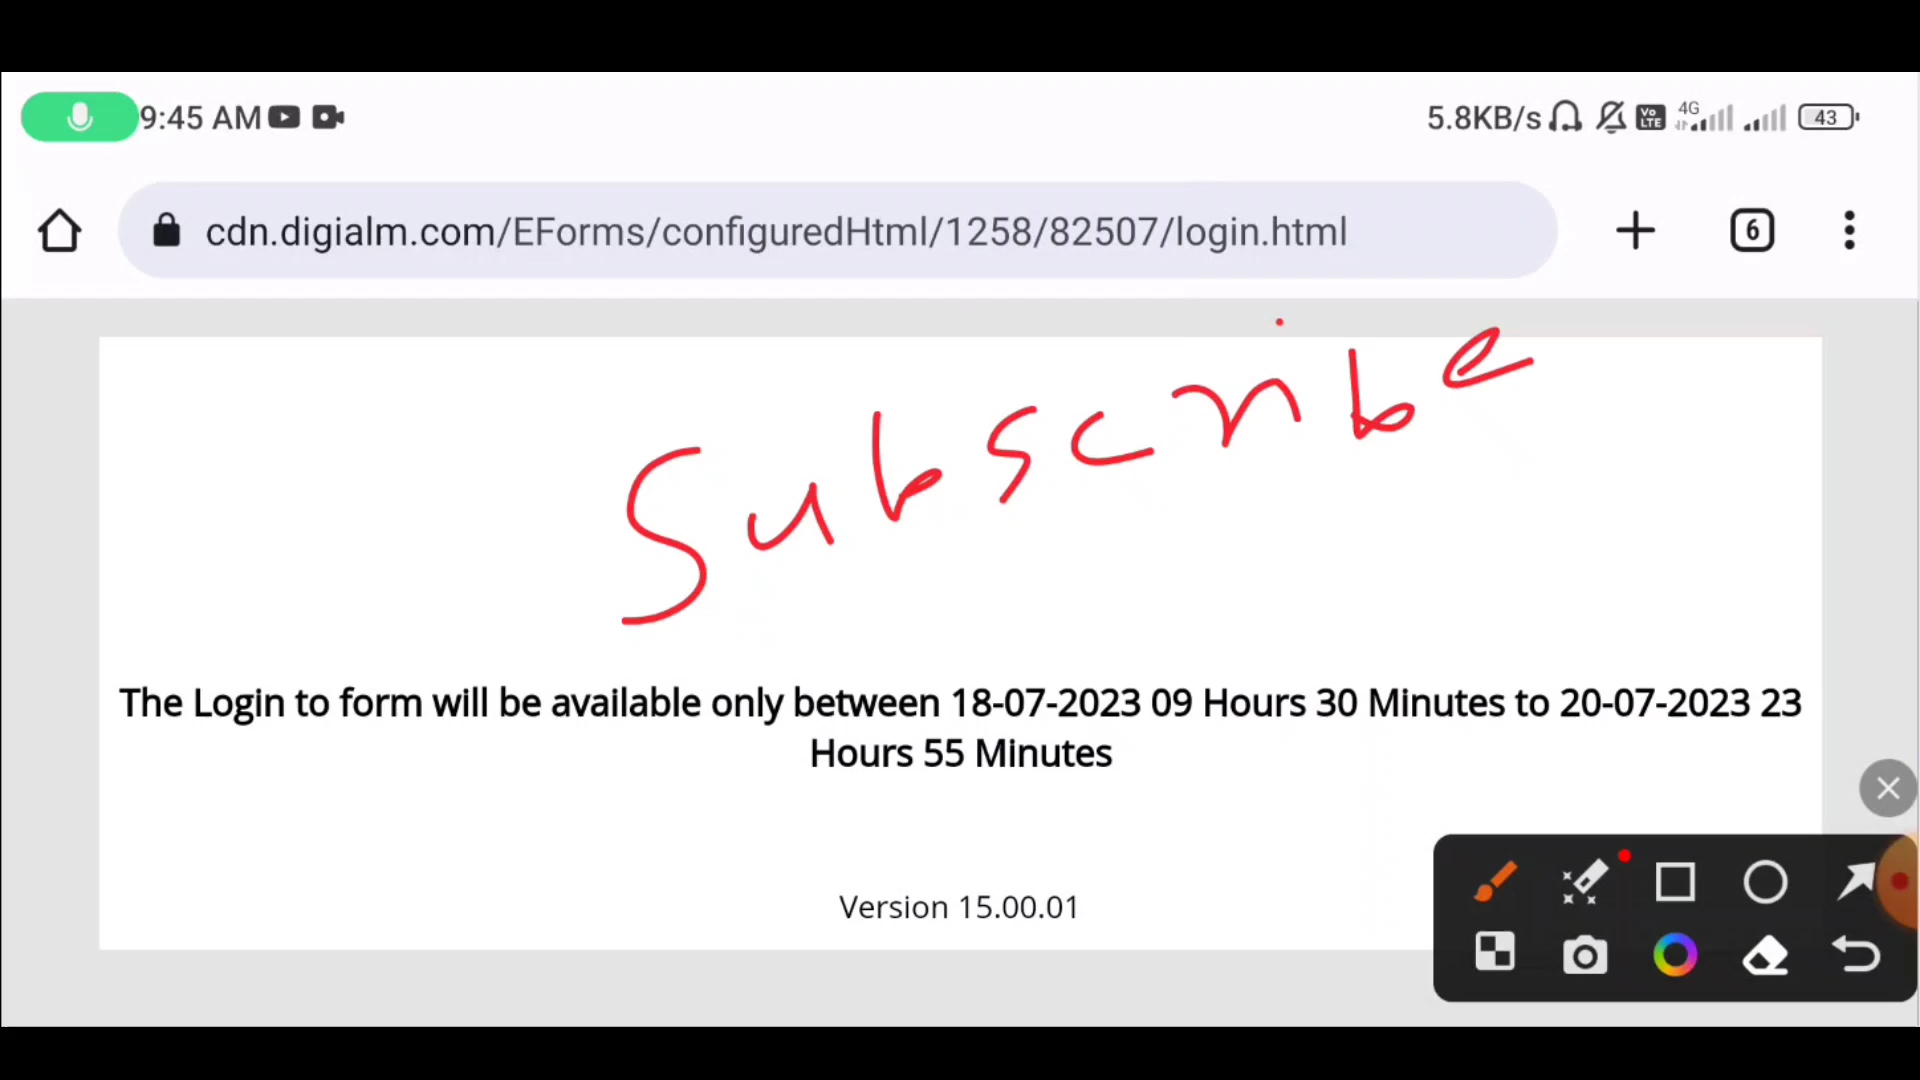 9:45 AM 5.8KB/s Vo LTE 4G 43
cdn.digialm.com/EForms/configuredHtml/1258/82507/login.html 6
Subscribe
The Login to form will be available only between 18-07-2023 09 Hours 30 Minutes to 20-07-2023 23
Hours 55 Minutes
Version 15.00.01